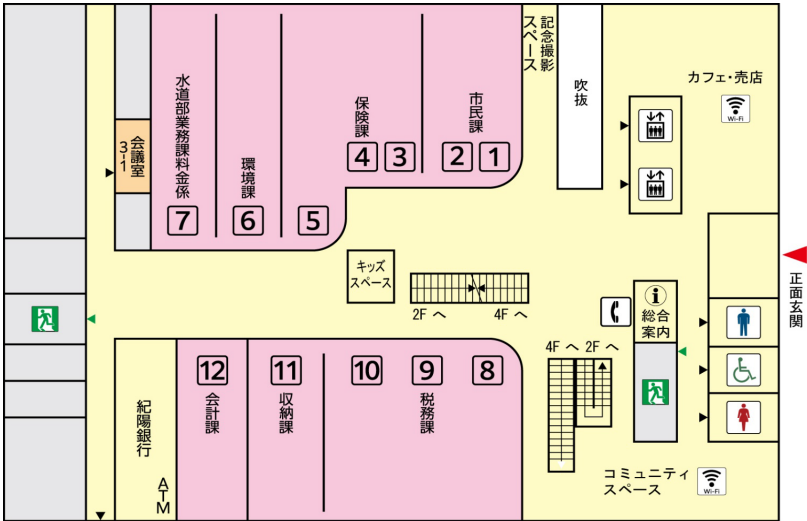 水道部業務課料金係
7
環境課
6
5
保険課
4
3
市民課
2
1
記念撮影
スペース
吹抜
カフェ・売店
Wi-Fi
会議室
3-1
キッズ
スペース
2F へ
4F へ
総合
案内
正面玄関
4F へ
2F へ
紀陽銀行
ATM
12
会計課
11
収納課
10
9
税務課
8
コミュニティ
スペース
Wi-Fi